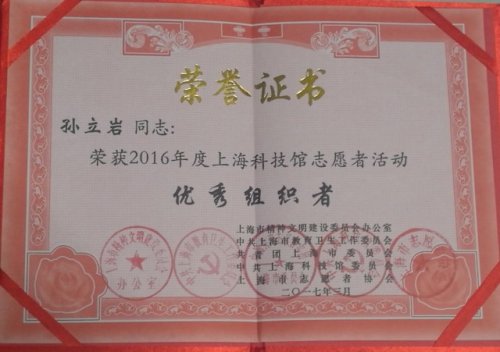 荣誉证书
孙立岩 同志:
荣获2016年度上海科技馆志愿者活动
优秀组织者
上海市精神文明建设委员会办公室
中共上海市教育卫生工作委员会
共青团上海市委员会
中共上海科技馆委员会
上海市志愿者协会
二〇一七年三月
办公室